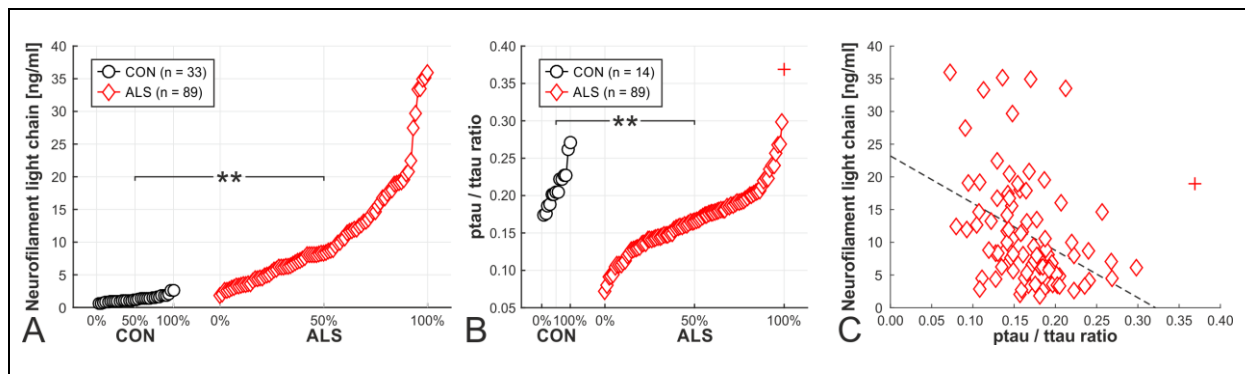 Neurofilament light chain [ng/ml]
40
35
30
25
20
15
10
5
0
CON (n = 33)
ALS (n = 89)
**
0% 50% 100% 0% 50% 100%
CON ALS
A
ptau / ttau ratio
0.40
0.35
0.30
0.25
0.20
0.15
0.10
0.05
CON (n = 14)
ALS (n = 89)
**
0% 100% 0% 50% 100%
CON ALS
B
Neurofilament light chain [ng/ml]
40
35
30
25
20
15
10
5
0
0.00 0.05 0.10 0.15 0.20 0.25 0.30 0.35 0.40
ptau / ttau ratio
C